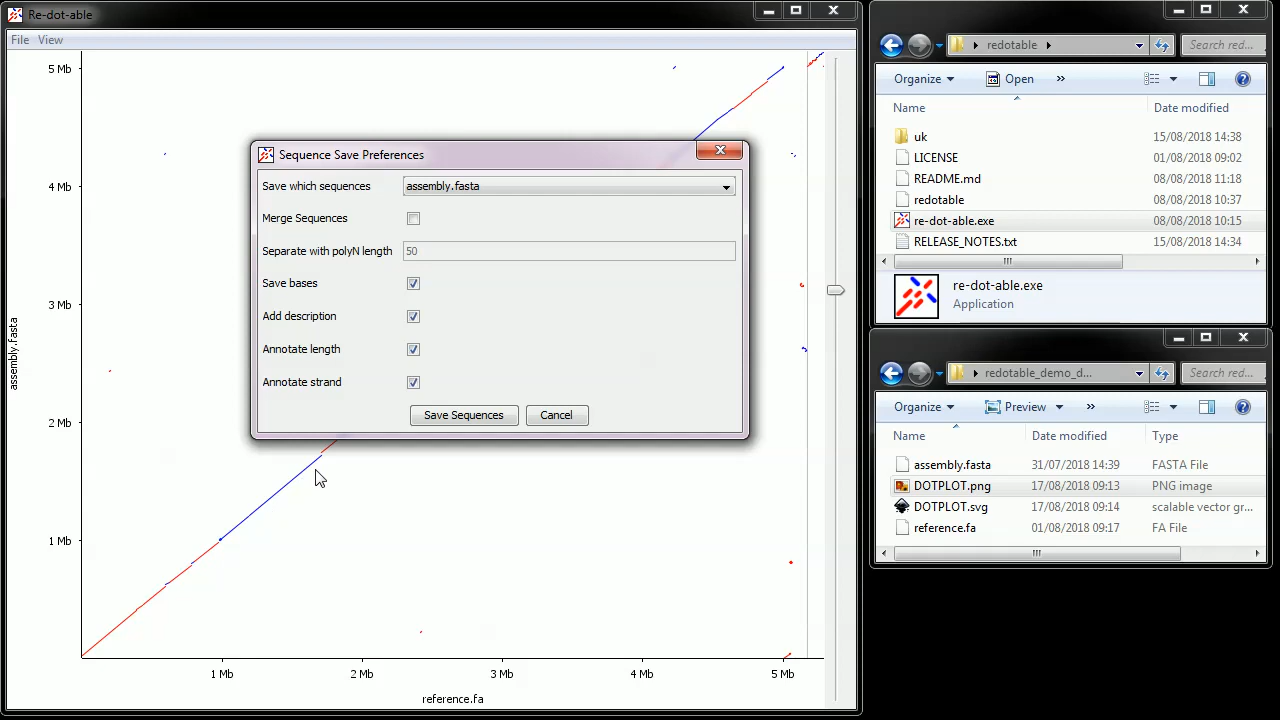 Re-dot-able
File View
5 Mb
4 Mb
3 Mb
2 Mb
1 Mb
assembly.fasta
1 Mb 2 Mb 3 Mb 4 Mb 5 Mb
reference.fa
Sequence Save Preferences
Save which sequences assembly.fasta
Merge Sequences
Separate with polyN length 50
Save bases
Add description
Annotate length
Annotate strand
Save Sequences Cancel
redotable Search red...
Organize Open »
Name Date modified
uk 15/08/2018 14:38
LICENSE 01/08/2018 09:02
README.md 08/08/2018 11:18
redotable 08/08/2018 10:37
re-dot-able.exe 08/08/2018 10:15
RELEASE_NOTES.txt 15/08/2018 14:34
re-dot-able.exe
Application
redotable_demo_d... Search red...
Organize Preview »
Name Date modified Type
assembly.fasta 31/07/2018 14:39 FASTA File
DOTPLOT.png 17/08/2018 09:13 PNG image
DOTPLOT.svg 17/08/2018 09:14 scalable vector gr...
reference.fa 01/08/2018 09:17 FA File